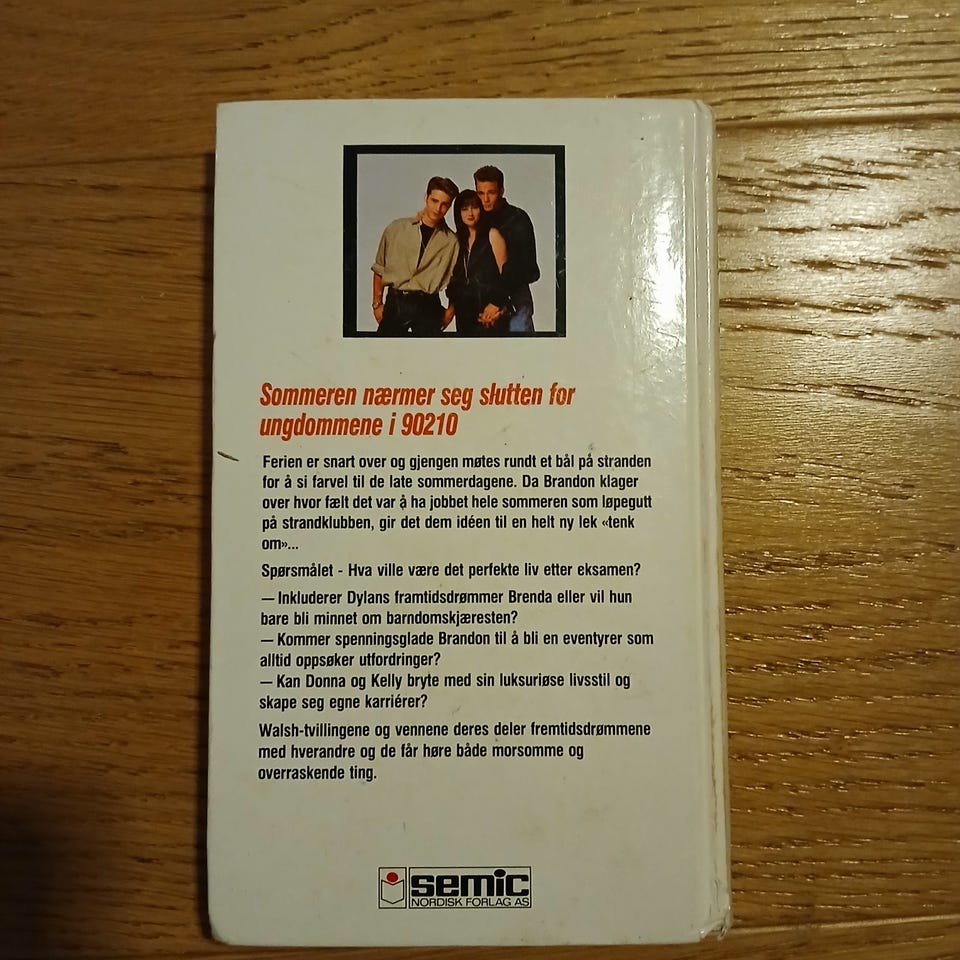 Sommeren nærmer seg slutten for
ungdommene i 90210
Ferien er snart over og gjengen møtes rundt et bål på stranden
for å si farvel til de late sommerdagene. Da Brandon klager
over hvor fælt det var å ha jobbet hele sommeren som løpegutt
på strandklubben, gir det dem idéen til en helt ny lek «tenk
om»...
Spørsmålet - Hva ville være det perfekte liv etter eksamen?
— Inkluderer Dylans framtidsdrømmer Brenda eller vil hun
bare bli minnet om barndomskjæresten?
— Kommer spenningsglade Brandon til å bli en eventyrer som
alltid oppsøker utfordringer?
— Kan Donna og Kelly bryte med sin luksuriøse livsstil og
skape seg egne karriérer?
Walsh-tvillingene og vennene deres deler fremtidsdrømmene
med hverandre og de får høre både morsomme og
overraskende ting.
semic
NORDISK FORLAG AS